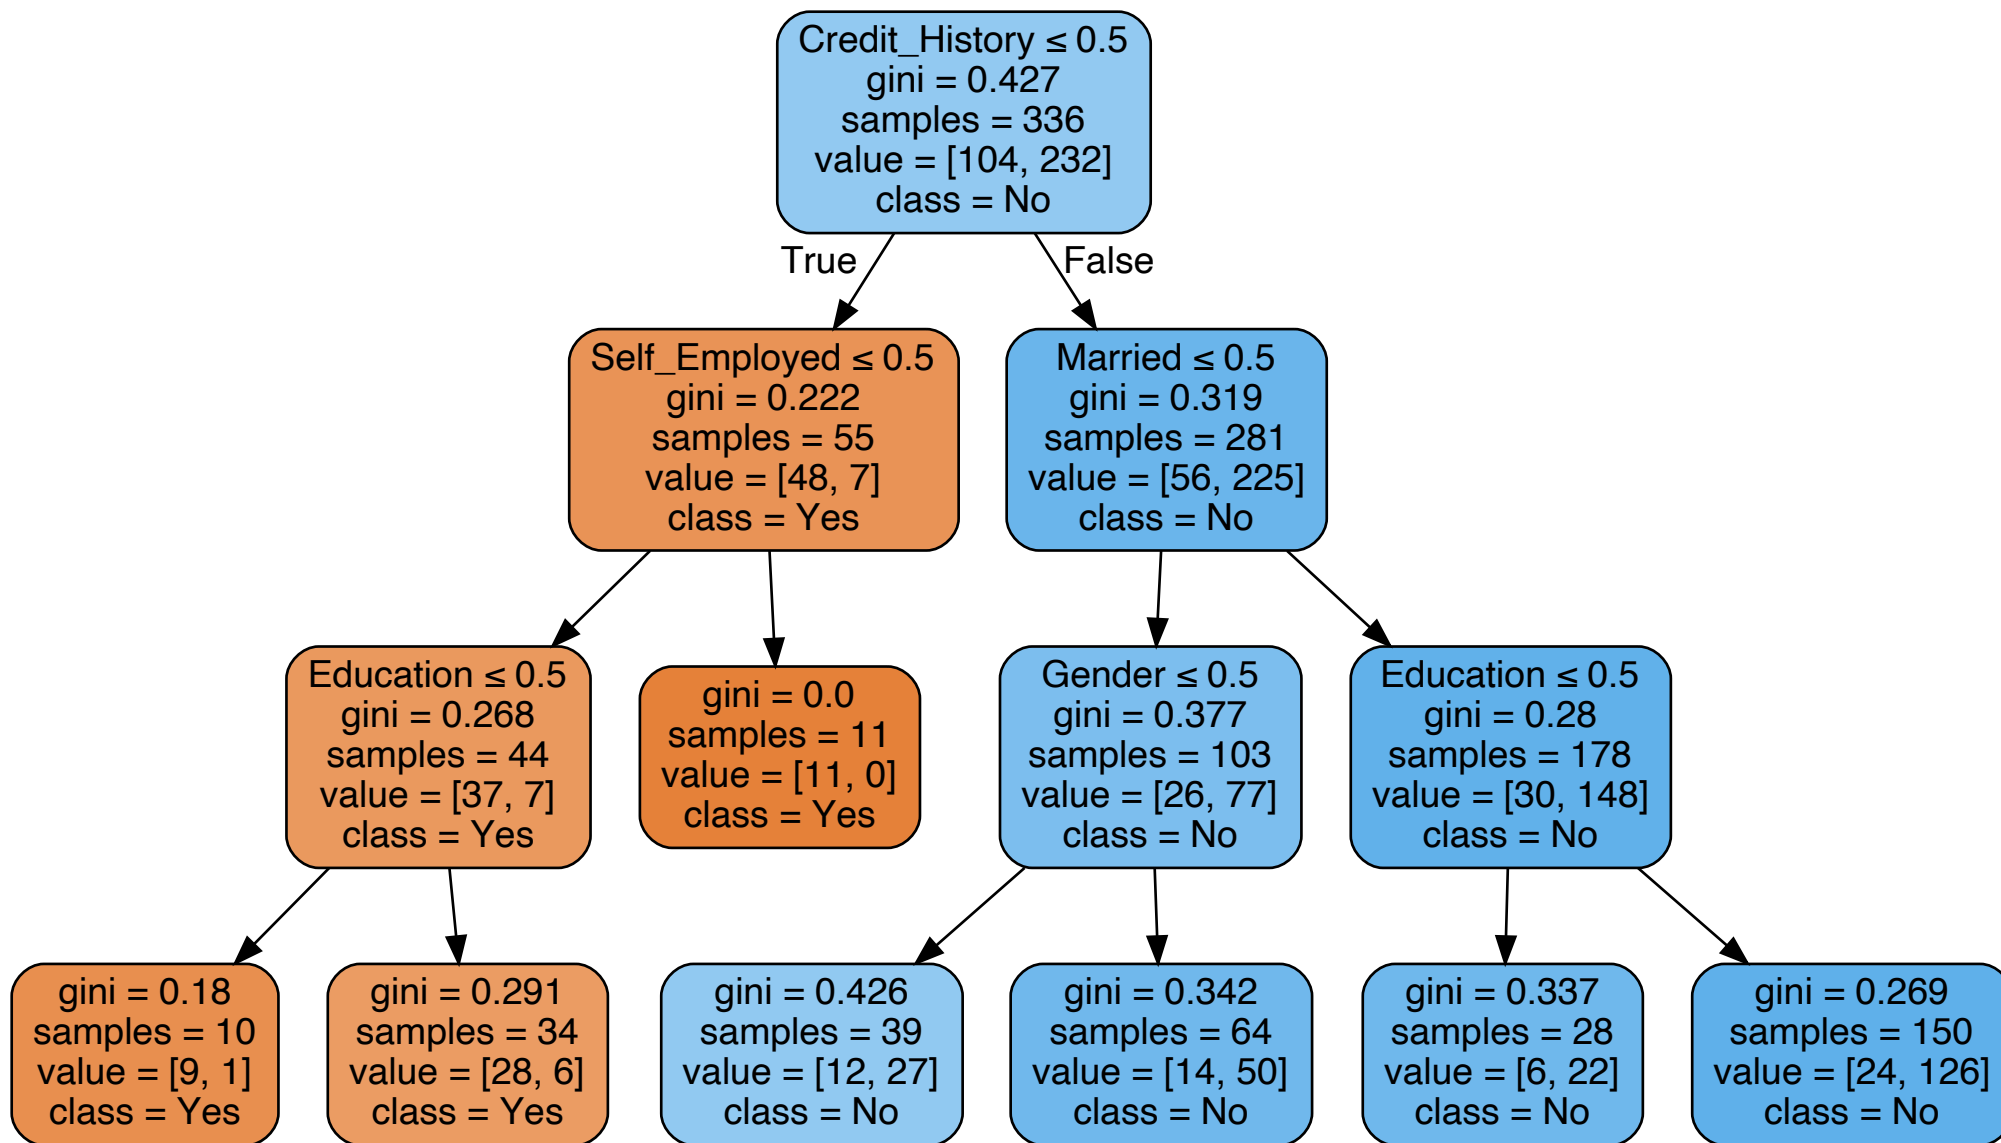 Credit_History ≤ 0.5
gini = 0.427
samples = 336
value = [104, 232]
class = No
True
False
Self_Employed ≤ 0.5
gini = 0.222
samples = 55
value = [48, 7]
class = Yes
Married ≤ 0.5
gini = 0.319
samples = 281
value = [56, 225]
class = No
Education ≤ 0.5
gini = 0.268
samples = 44
value = [37, 7]
class = Yes
gini = 0.0
samples = 11
value = [11, 0]
class = Yes
Gender ≤ 0.5
gini = 0.377
samples = 103
value = [26, 77]
class = No
Education ≤ 0.5
gini = 0.28
samples = 178
value = [30, 148]
class = No
gini = 0.18
samples = 10
value = [9, 1]
class = Yes
gini = 0.291
samples = 34
value = [28, 6]
class = Yes
gini = 0.426
samples = 39
value = [12, 27]
class = No
gini = 0.342
samples = 64
value = [14, 50]
class = No
gini = 0.337
samples = 28
value = [6, 22]
class = No
gini = 0.269
samples = 150
value = [24, 126]
class = No